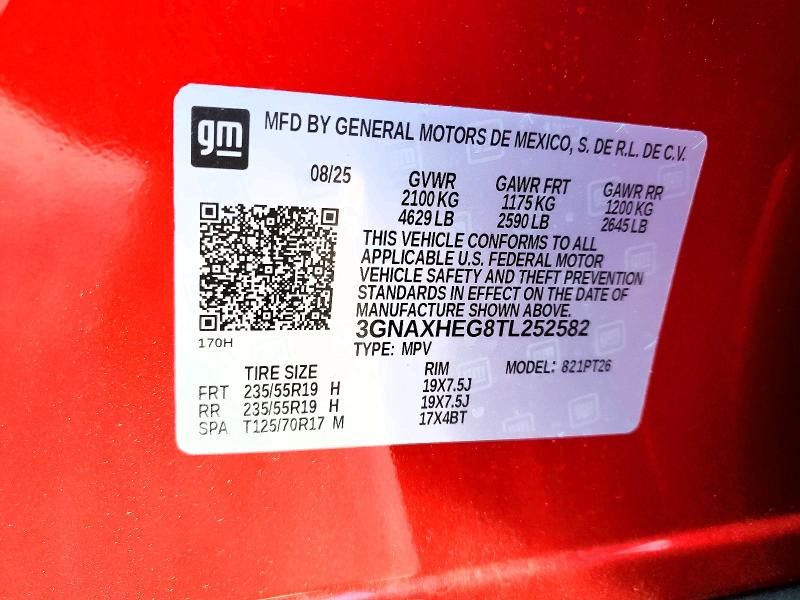 gm
MFD BY GENERAL MOTORS DE MEXICO, S. DE R.L. DE C.V.
08/25 GVWR GAWR FRT GAWR RR
2100 KG 1175 KG 1200 KG
4629 LB 2590 LB 2645 LB
THIS VEHICLE CONFORMS TO ALL
APPLICABLE U.S. FEDERAL MOTOR
VEHICLE SAFETY AND THEFT PREVENTION
STANDARDS IN EFFECT ON THE DATE OF
MANUFACTURE SHOWN ABOVE.
3GNAXHEG8TL252582
170H
TYPE: MPV MODEL: 821PT26
TIRE SIZE RIM
FRT 235/55R19 H 19X7.5J
RR 235/55R19 H 19X7.5J
SPA T125/70R17 M 17X4BT